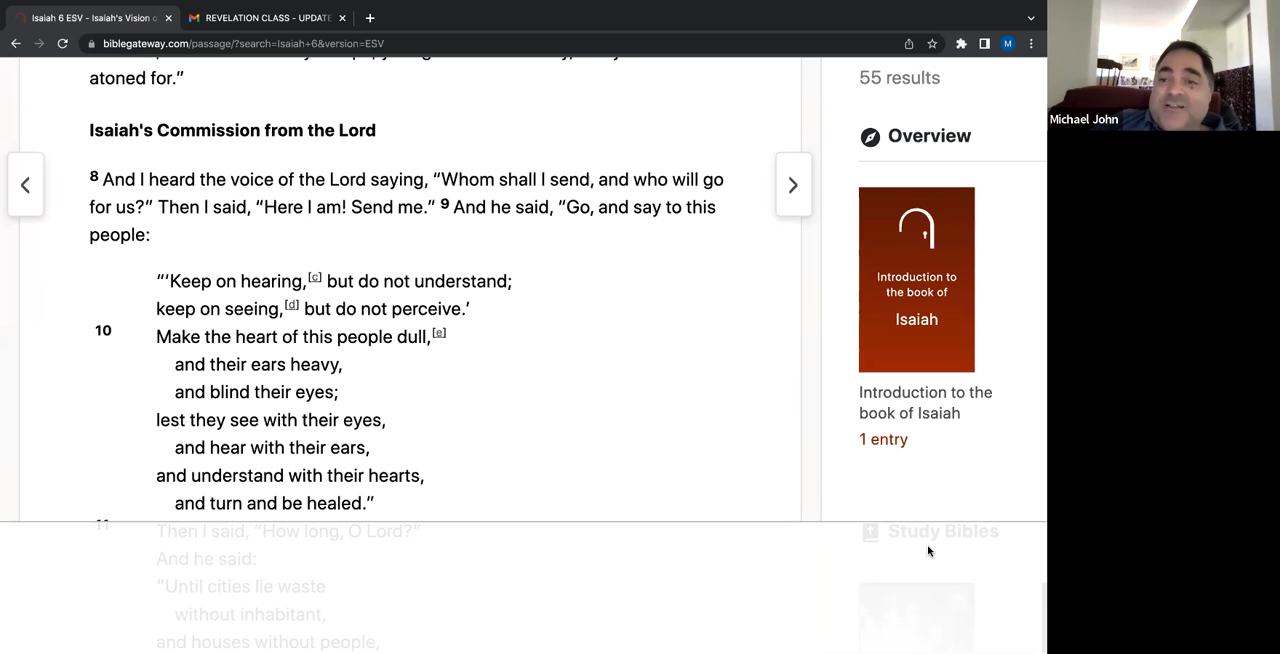 Isaiah 6 ESV - Isaiah's Vision o
REVELATION CLASS - UPDATE
biblegateway.com/passage/?search=Isaiah+6&version=ESV
M
Michael John
atoned for.”
Isaiah's Commission from the Lord
8 And I heard the voice of the Lord saying, “Whom shall I send, and who will go
for us?” Then I said, “Here I am! Send me.” 9 And he said, “Go, and say to this
people:
“‘Keep on hearing,[c] but do not understand;
keep on seeing,[d] but do not perceive.’
10 Make the heart of this people dull,[e]
and their ears heavy,
and blind their eyes;
lest they see with their eyes,
and hear with their ears,
and understand with their hearts,
and turn and be healed.”
11 Then I said, “How long, O Lord?”
And he said:
“Until cities lie waste
without inhabitant,
and houses without people,
55 results
Overview
Introduction to
the book of
Isaiah
Introduction to the
book of Isaiah
1 entry
Study Bibles